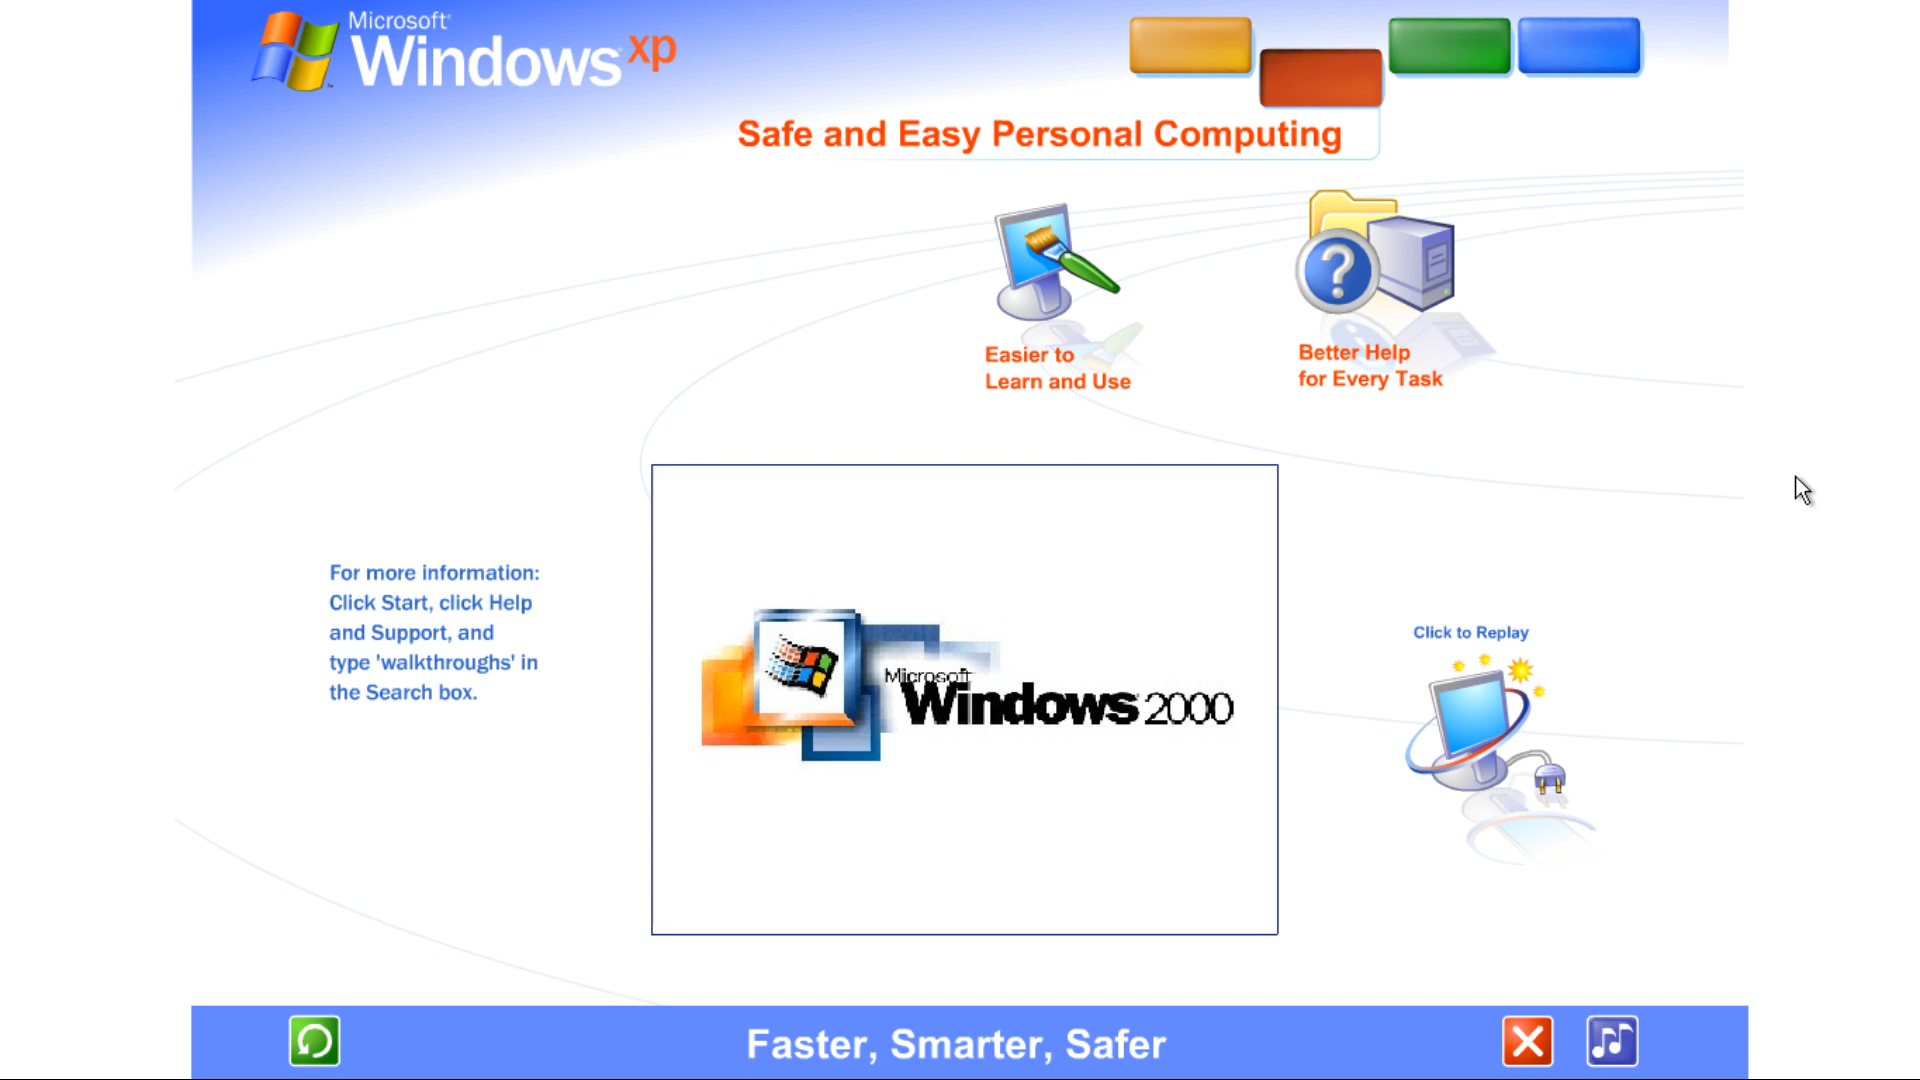 Microsoft
Windows xp
Safe and Easy Personal Computing
Easier to
Learn and Use
Better Help
for Every Task
For more information:
Click Start, click Help
and Support, and
type 'walkthroughs' in
the Search box.
Microsoft
Windows 2000
Click to Replay
Faster, Smarter, Safer